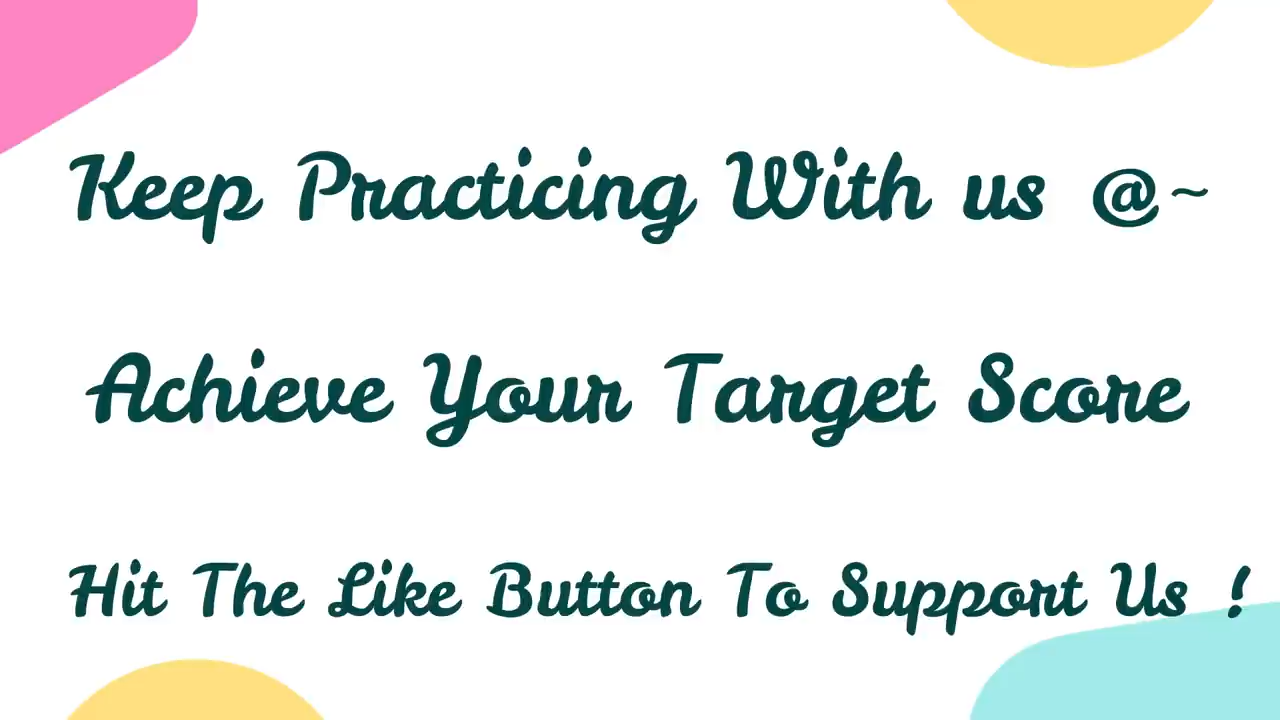 Keep Practicing With us @~
Achieve Your Target Score
Hit The Like Button To Support Us !